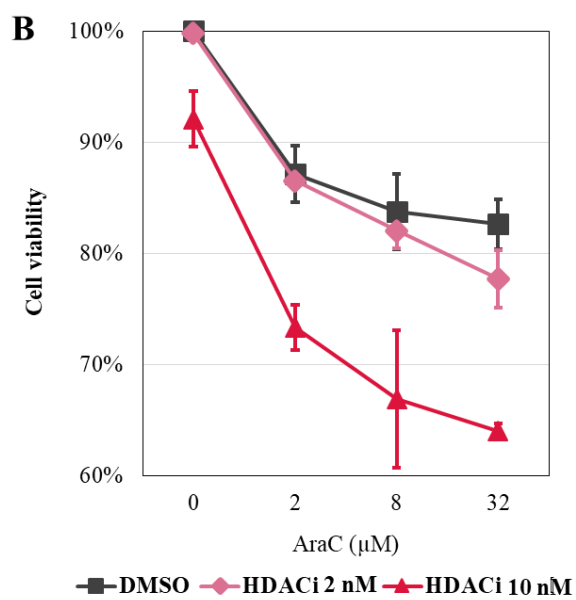 B
100%
90%
80%
70%
60%
Cell viability
0 2 8 32
AraC (µM)
DMSO HDACi 2 nM HDACi 10 nM